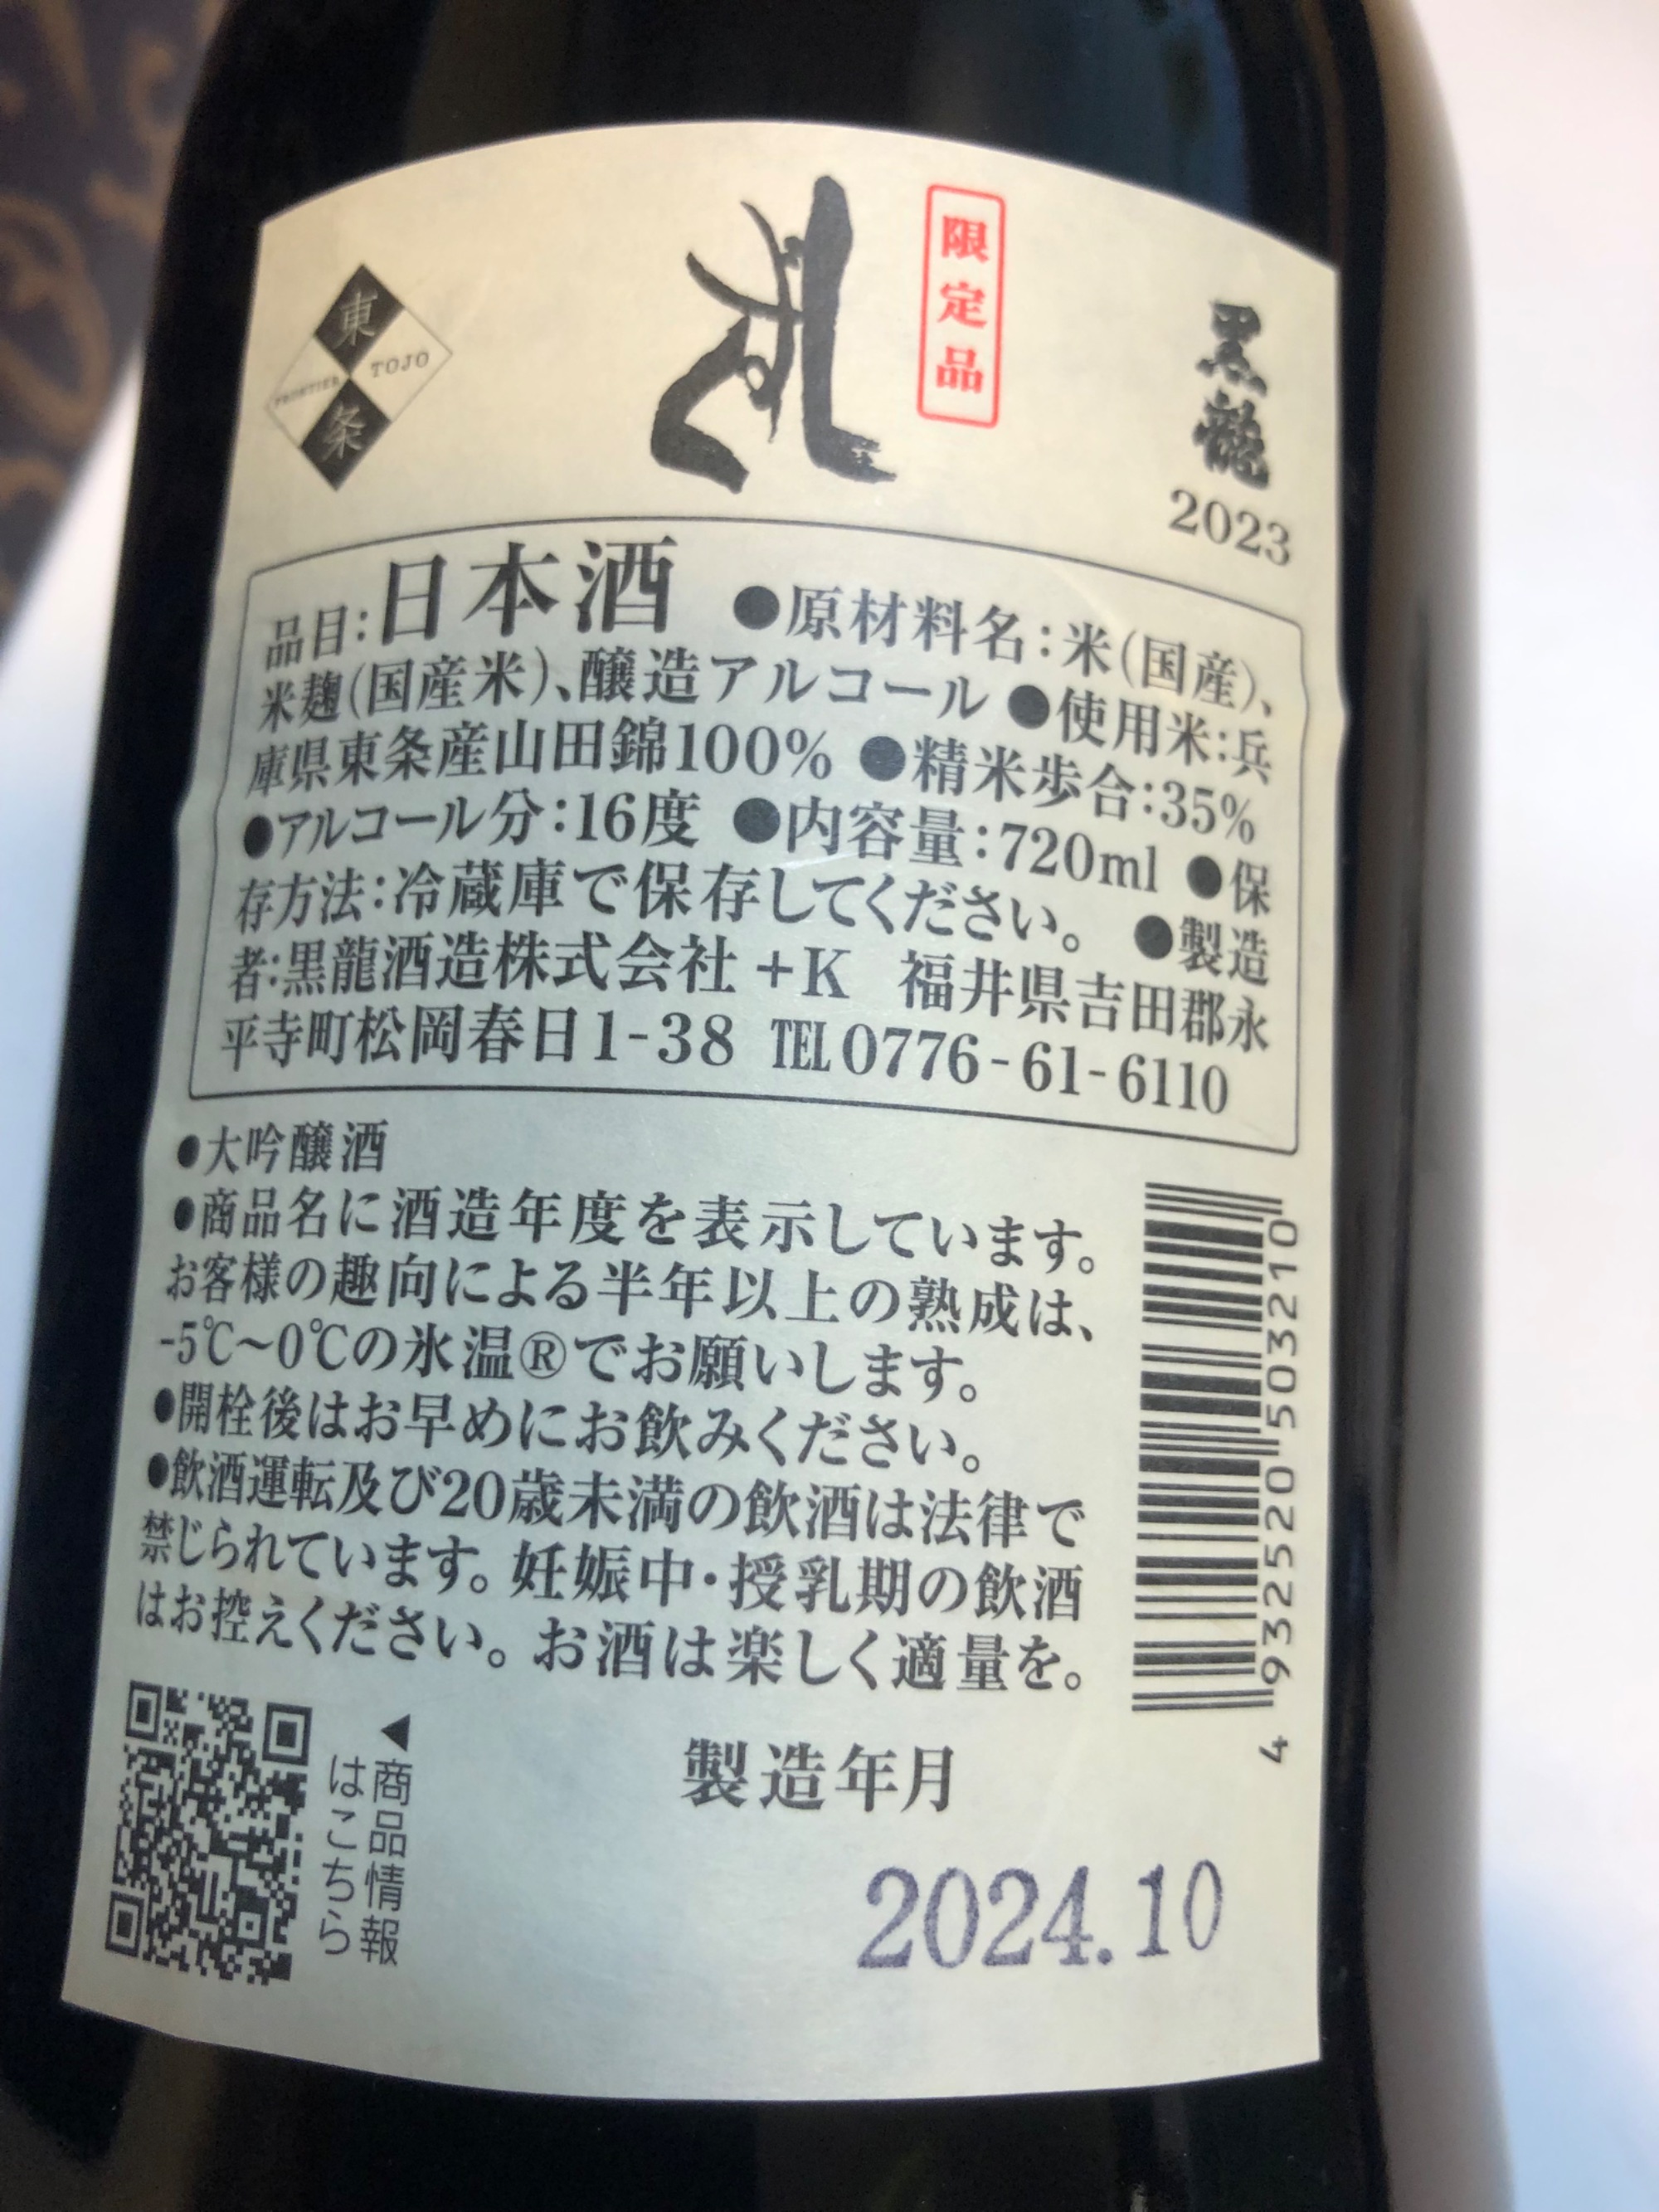 黒龍
2023
限定品
東条
FRONTIER TOJO
品目:日本酒 ●原材料名:米(国産)、
米麹(国産米)、醸造アルコール ●使用米:兵
庫県東条産山田錦100% ●精米歩合:35%
●アルコール分:16度 ●内容量:720ml ●保
存方法:冷蔵庫で保存してください。 ●製造
者:黒龍酒造株式会社 +K 福井県吉田郡永
平寺町松岡春日1-38 TEL0776-61-6110
●大吟醸酒
●商品名に酒造年度を表示しています。
お客様の趣向による半年以上の熟成は、
-5℃~0℃の氷温®でお願いします。
●開栓後はお早めにお飲みください。
●飲酒運転及び20歳未満の飲酒は法律で
禁じられています。妊娠中・授乳期の飲酒
はお控えください。お酒は楽しく適量を。
4 932520 503210
▲商品情報
はこちら
製造年月
2024.10